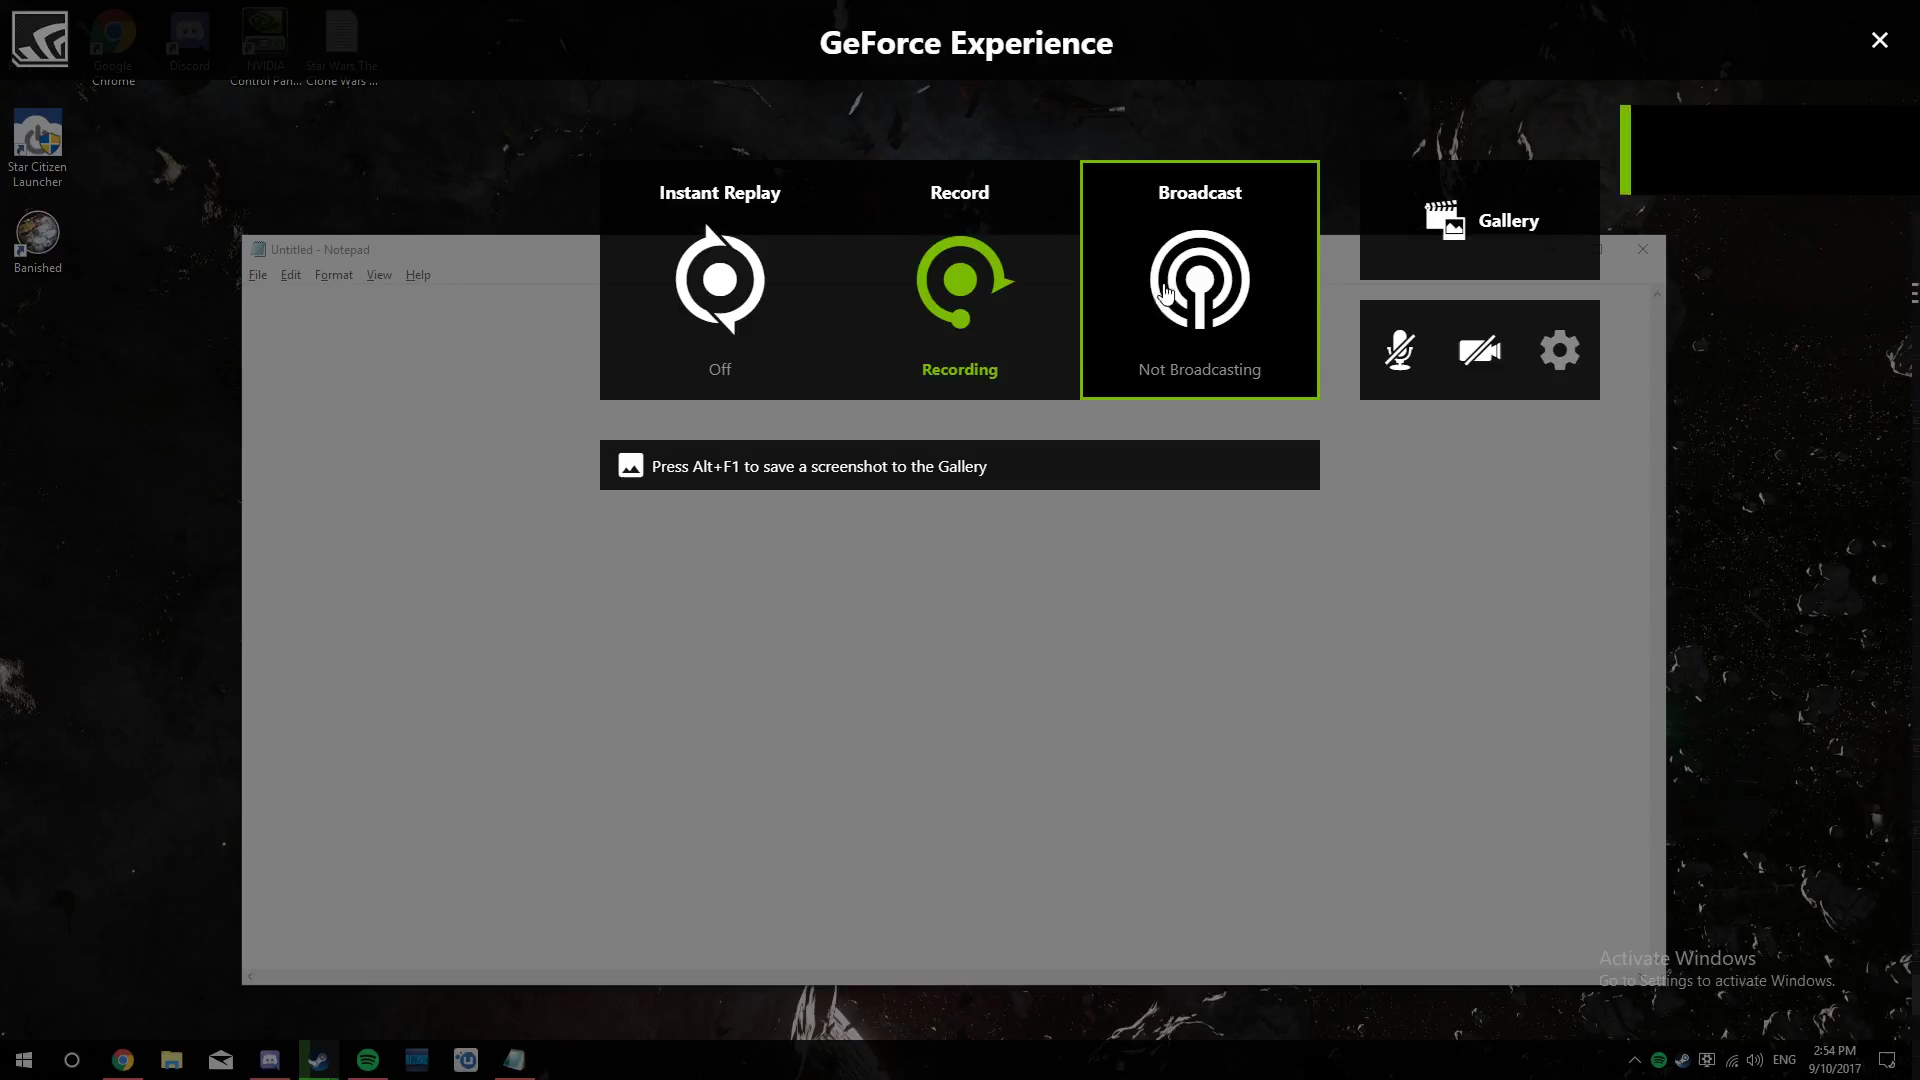 GeForce Experience
Google
Chrome
Discord
NVIDIA
Control Pan...
Star Wars The
Clone Wars ...
Star Citizen
Launcher
Banished
Untitled - Notepad
File Edit Format View Help
Instant Replay
Off
Record
Recording
Broadcast
Not Broadcasting
Gallery
Press Alt+F1 to save a screenshot to the Gallery
Activate Windows
Go to Settings to activate Windows.
ENG
2:54 PM
9/10/2017